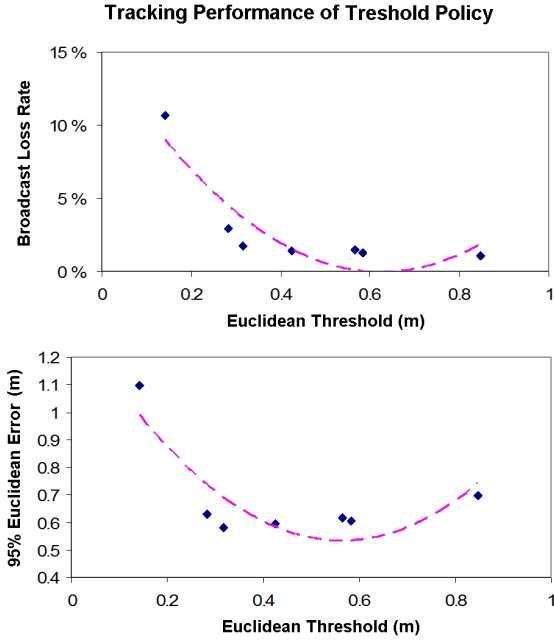 Tracking Performance of Treshold Policy
15 %
10 %
5 %
0 %
Broadcast Loss Rate
0 0.2 0.4 0.6 0.8 1
Euclidean Threshold (m)
1.2
1.1
1
0.9
0.8
0.7
0.6
0.5
0.4
95% Euclidean Error (m)
0 0.2 0.4 0.6 0.8 1
Euclidean Threshold (m)